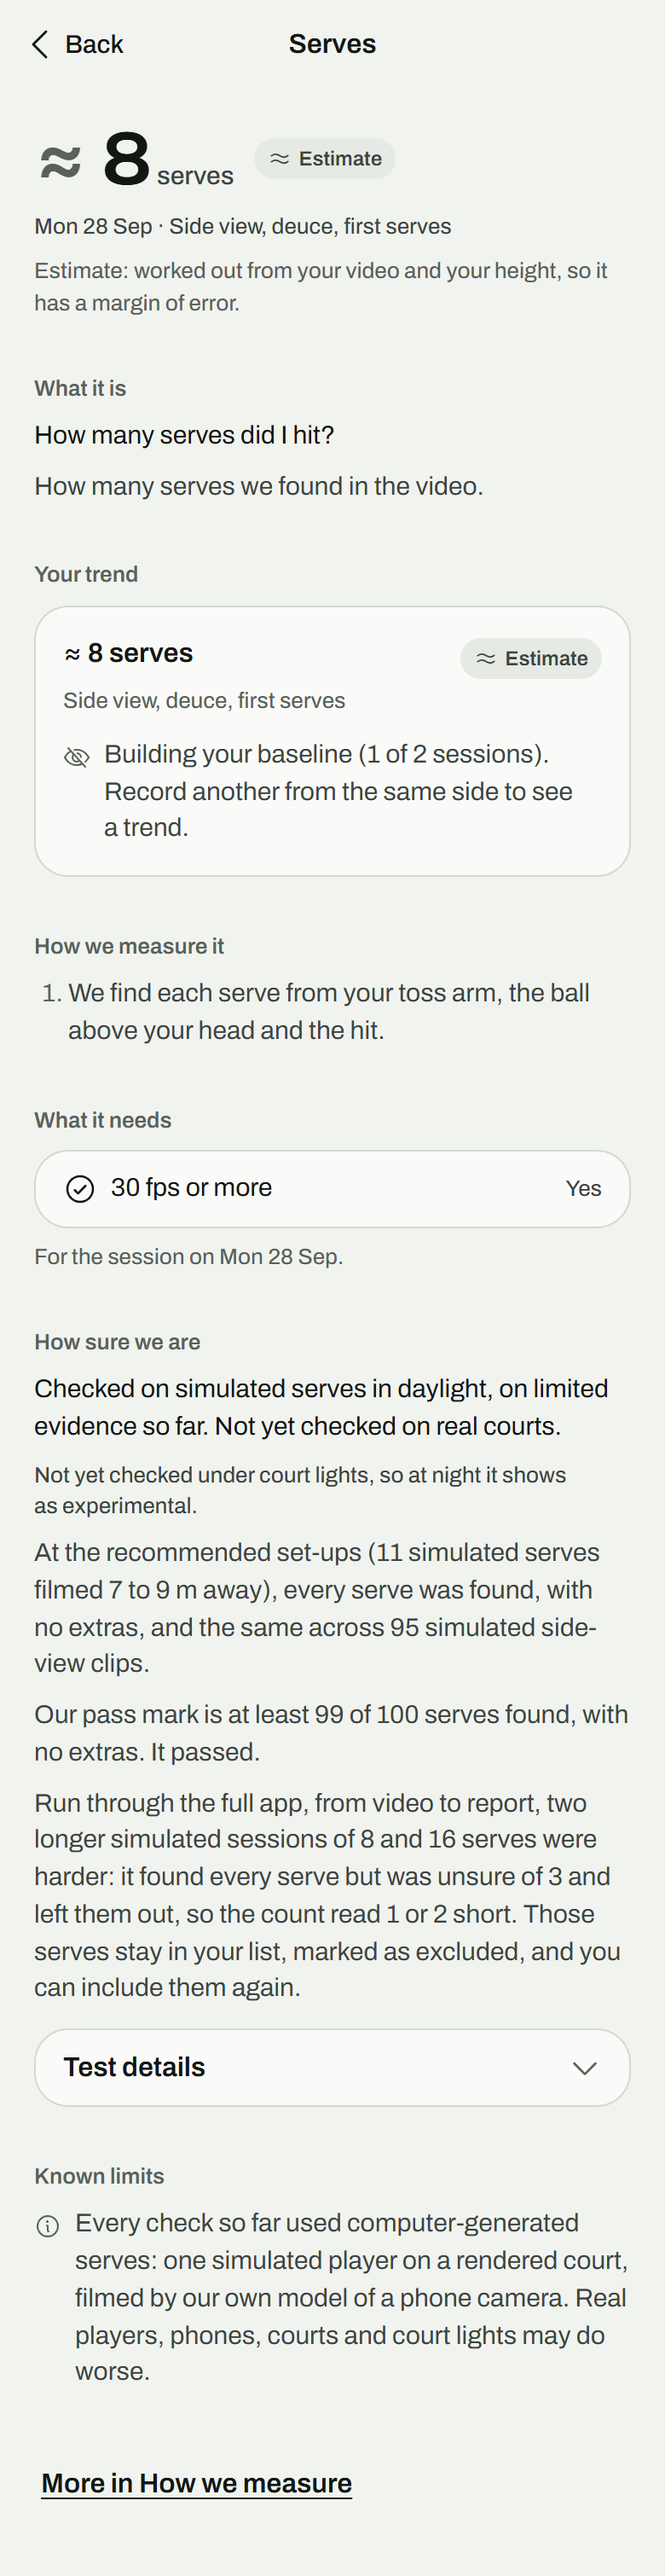 Back
Serves
≈ 8 serves
≈ Estimate
Mon 28 Sep · Side view, deuce, first serves
Estimate: worked out from your video and your height, so it
has a margin of error.
What it is
How many serves did I hit?
How many serves we found in the video.
Your trend
≈ 8 serves
≈ Estimate
Side view, deuce, first serves
Building your baseline (1 of 2 sessions).
Record another from the same side to see
a trend.
How we measure it
1. We find each serve from your toss arm, the ball
above your head and the hit.
What it needs
30 fps or more
Yes
For the session on Mon 28 Sep.
How sure we are
Checked on simulated serves in daylight, on limited
evidence so far. Not yet checked on real courts.
Not yet checked under court lights, so at night it shows
as experimental.
At the recommended set-ups (11 simulated serves
filmed 7 to 9 m away), every serve was found, with
no extras, and the same across 95 simulated side-
view clips.
Our pass mark is at least 99 of 100 serves found, with
no extras. It passed.
Run through the full app, from video to report, two
longer simulated sessions of 8 and 16 serves were
harder: it found every serve but was unsure of 3 and
left them out, so the count read 1 or 2 short. Those
serves stay in your list, marked as excluded, and you
can include them again.
Test details
Known limits
Every check so far used computer-generated
serves: one simulated player on a rendered court,
filmed by our own model of a phone camera. Real
players, phones, courts and court lights may do
worse.
More in How we measure